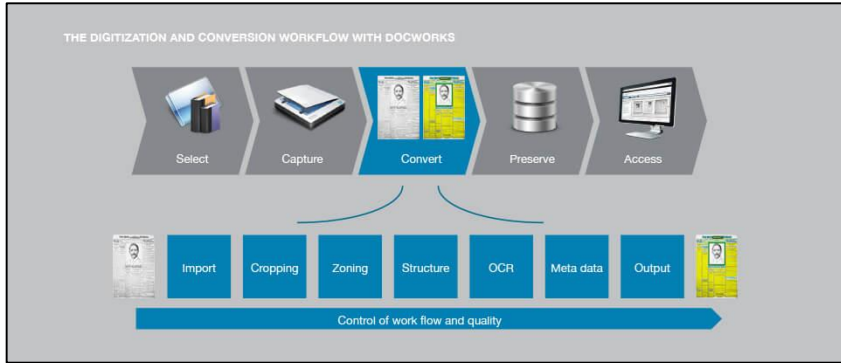 THE DIGITIZATION AND CONVERSION WORKFLOW WITH DOCWORKS
Select
Capture
Convert
Preserve
Access
Import
Cropping
Zoning
Structure
OCR
Meta data
Output
Control of work flow and quality